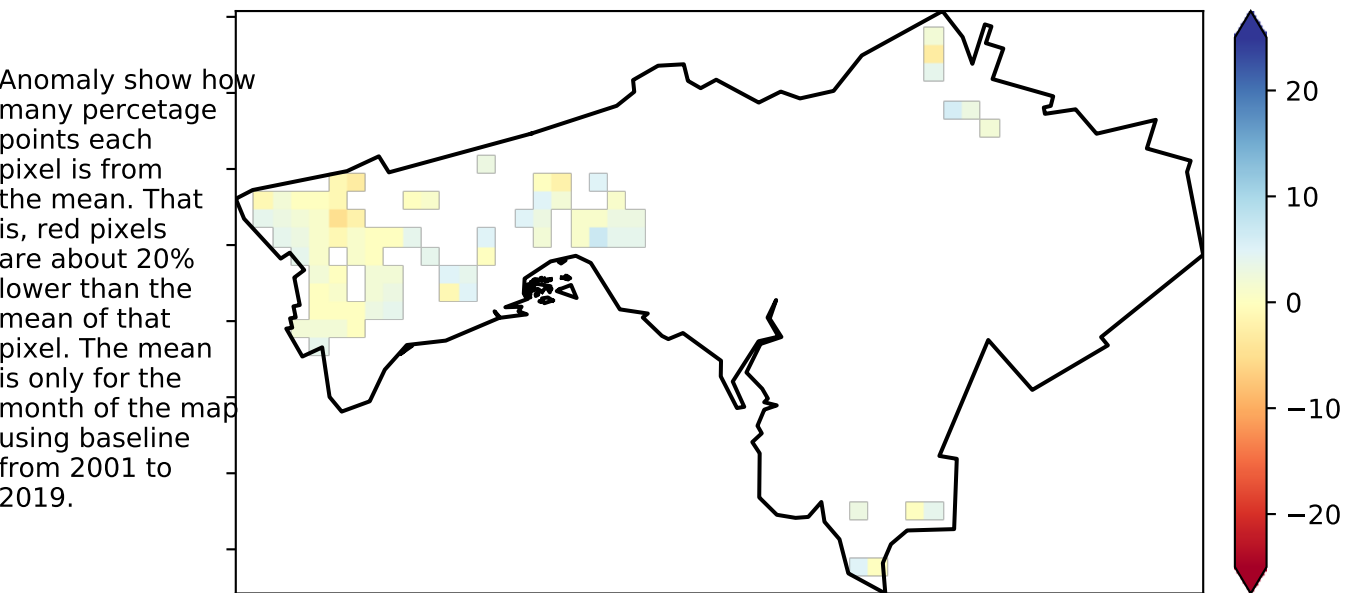 Anomaly show how
many percetage
points each
pixel is from
the mean. That
is, red pixels
are about 20%
lower than the
mean of that
pixel. The mean
is only for the
month of the map
using baseline
from 2001 to
2019.
20
10
0
−10
−20